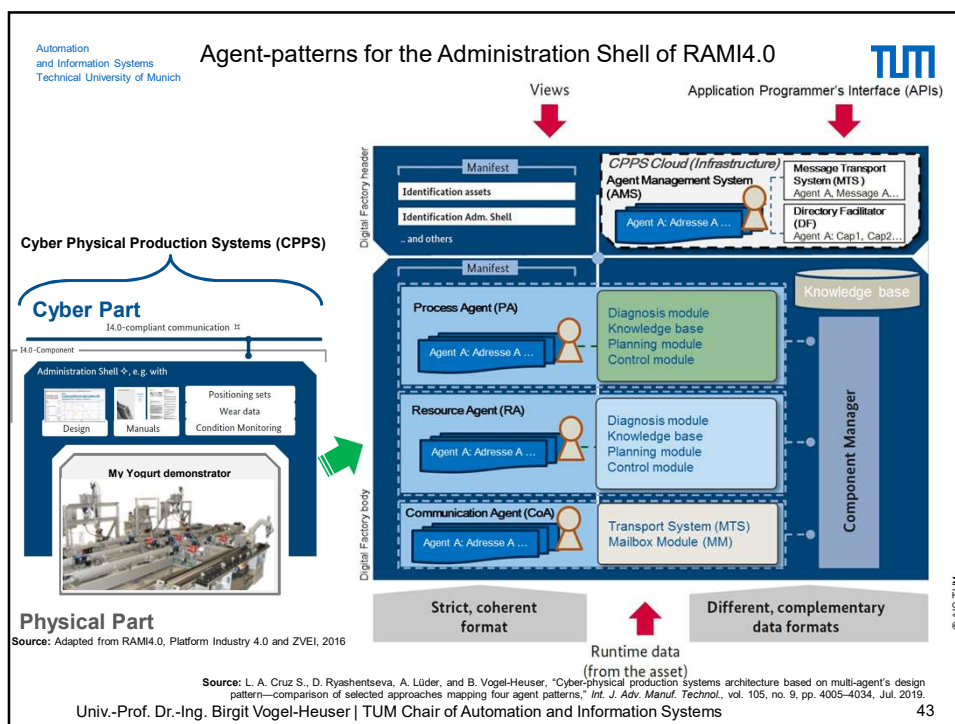 Automation
and Information Systems
Technical University of Munich
Agent-patterns for the Administration Shell of RAMI4.0
TUM
Views
Application Programmer's Interface (APIs)
Digital Factory header
Manifest
Identification assets
Identification Adm. Shell
.. and others
CPPS Cloud (Infrastructure)
Agent Management System
(AMS)
Agent A: Adresse A ...
Message Transport
System (MTS )
Agent A, Message A...
Directory Facilitator
(DF)
Agent A: Cap1, Cap2...
Cyber Physical Production Systems (CPPS)
Cyber Part
I4.0-compliant communication ¤
I4.0-Component
Administration Shell ✧, e.g. with
Design
Manuals
Positioning sets
Wear data
Condition Monitoring
My Yogurt demonstrator
Physical Part
Source: Adapted from RAMI4.0, Platform Industry 4.0 and ZVEI, 2016
Digital Factory body
Manifest
Process Agent (PA)
Agent A: Adresse A ...
Diagnosis module
Knowledge base
Planning module
Control module
Resource Agent (RA)
Agent A: Adresse A ...
Diagnosis module
Knowledge base
Planning module
Control module
Communication Agent (CoA)
Agent A: Adresse A ...
Transport System (MTS)
Mailbox Module (MM)
Knowledge base
Component Manager
Strict, coherent
format
Different, complementary
data formats
Runtime data
(from the asset)
Source: L. A. Cruz S., D. Ryashentseva, A. Lüder, and B. Vogel-Heuser, "Cyber-physical production systems architecture based on multi-agent's design
pattern—comparison of selected approaches mapping four agent patterns," Int. J. Adv. Manuf. Technol., vol. 105, no. 9, pp. 4005–4034, Jul. 2019.
Univ.-Prof. Dr.-Ing. Birgit Vogel-Heuser | TUM Chair of Automation and Information Systems
43